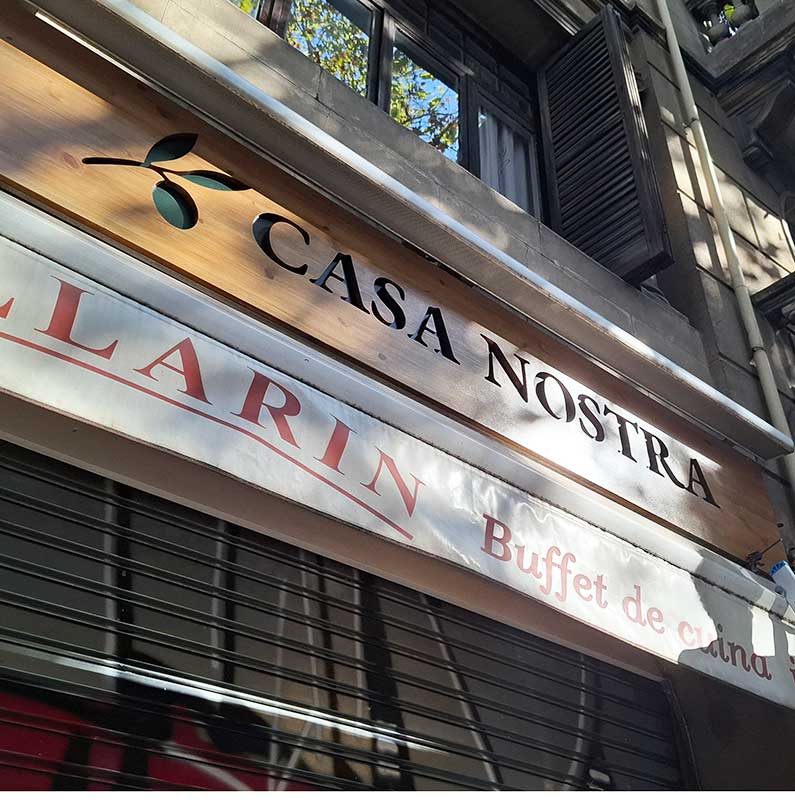 CASA NOSTRA
LLARIN
Buffet de cuina i